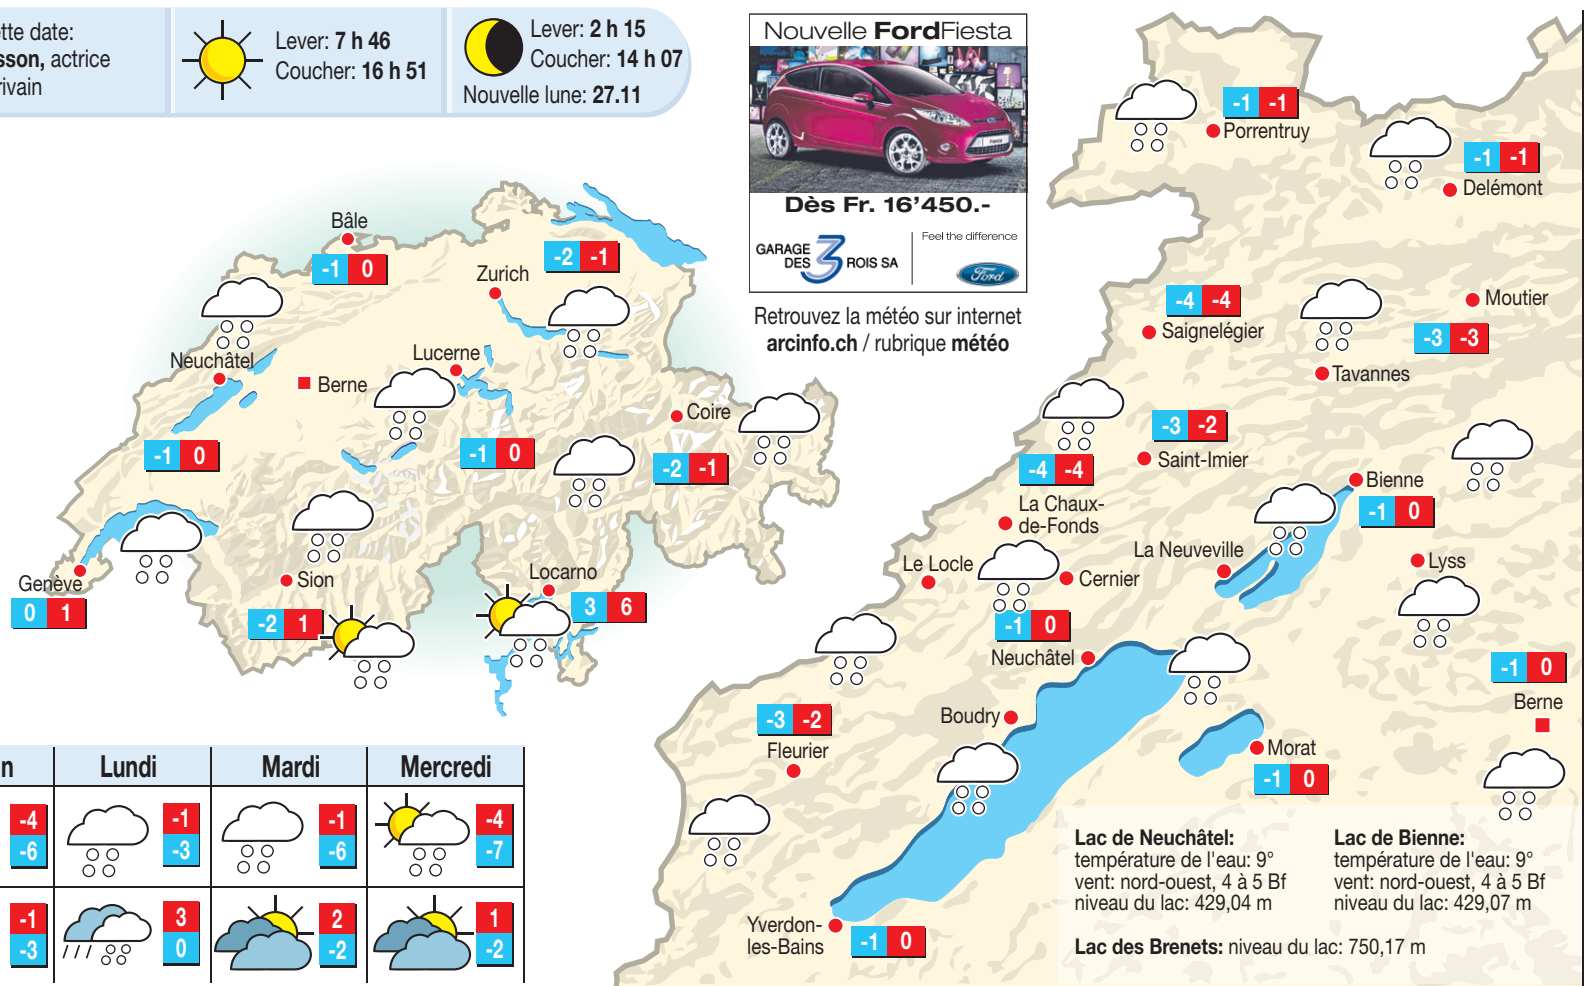 tte date:
sson, actrice
rivain
Lever: 7 h 46
Coucher: 16 h 51
Lever: 2 h 15
Coucher: 14 h 07
Nouvelle lune: 27.11
Nouvelle FordFiesta
Fiesta
Dès Fr. 16'450.-
GARAGE
DES 3 ROIS SA
Feel the difference
Ford
Retrouvez la météo sur internet
arcinfo.ch / rubrique météo
Bâle
-1 0
Zurich
-2 -1
Neuchâtel
-1 0
Berne
Lucerne
-1 0
Coire
-2 -1
Genève
0 1
Sion
-2 1
Locarno
3 6
n
Lundi
Mardi
Mercredi
-4
-6
-1
-3
-1
-6
-4
-7
-1
-3
3
0
2
-2
1
-2
-1 -1
Porrentruy
-1 -1
Delémont
-4 -4
Saignelégier
Moutier
-3 -3
Tavannes
-3 -2
Saint-Imier
-4 -4
La Chaux-
de-Fonds
Bienne
-1 0
La Neuveville
Lyss
Le Locle
Cernier
-1 0
Neuchâtel
-1 0
Berne
Boudry
-3 -2
Fleurier
Morat
-1 0
Yverdon-
les-Bains
-1 0
Lac de Neuchâtel:
température de l'eau: 9°
vent: nord-ouest, 4 à 5 Bf
niveau du lac: 429,04 m
Lac de Bienne:
température de l'eau: 9°
vent: nord-ouest, 4 à 5 Bf
niveau du lac: 429,07 m
Lac des Brenets: niveau du lac: 750,17 m